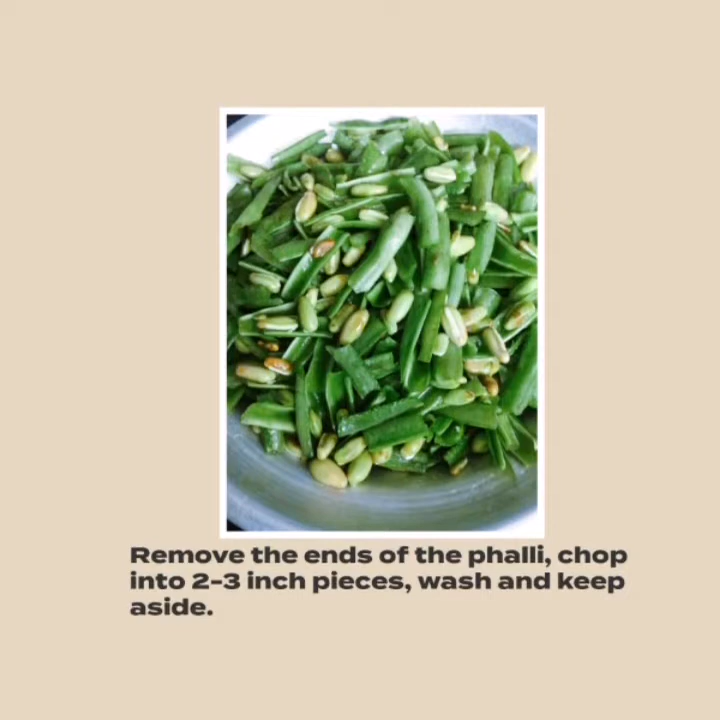 Remove the ends of the phalli, chop
into 2-3 inch pieces, wash and keep
aside.